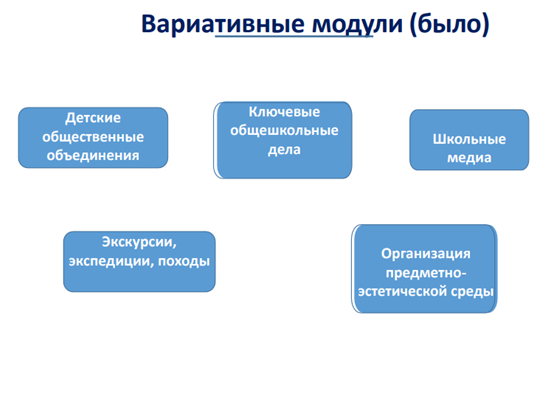 Вариативные модули (было)
Детские
общественные
объединения
Ключевые
общешкольные
дела
Школьные
медиа
Экскурсии,
экспедиции, походы
Организация
предметно-
эстетической среды